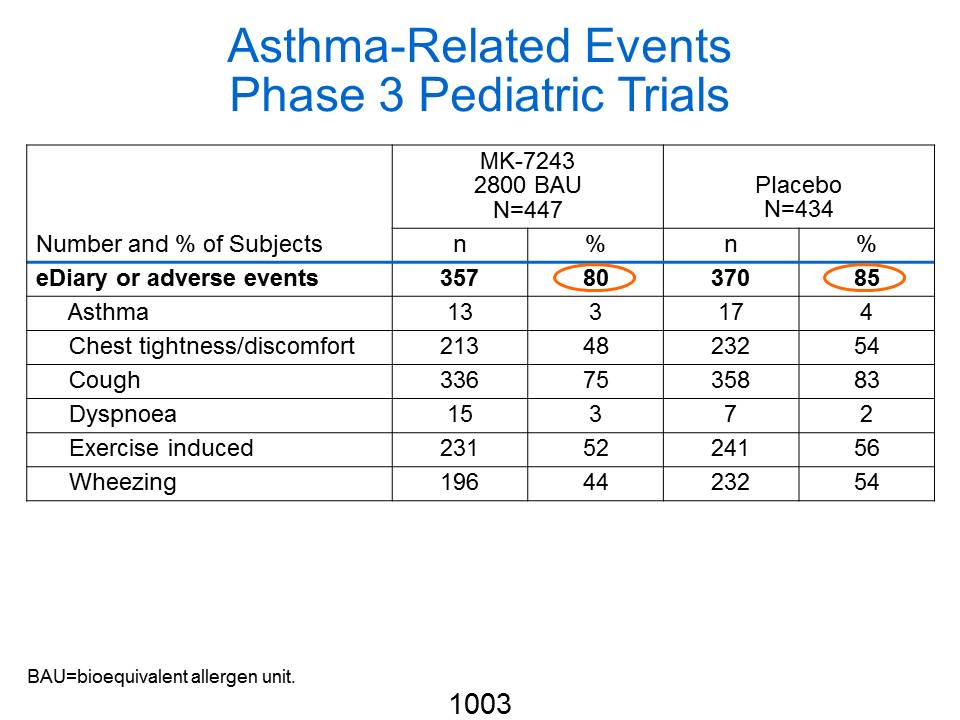 Asthma-Related Events
Phase 3 Pediatric Trials
MK-7243
2800 BAU
N=447
Placebo
N=434
Number and % of Subjects n % n %
eDiary or adverse events 357 80 370 85
Asthma 13 3 17 4
Chest tightness/discomfort 213 48 232 54
Cough 336 75 358 83
Dyspnoea 15 3 7 2
Exercise induced 231 52 241 56
Wheezing 196 44 232 54
BAU=bioequivalent allergen unit.
1003